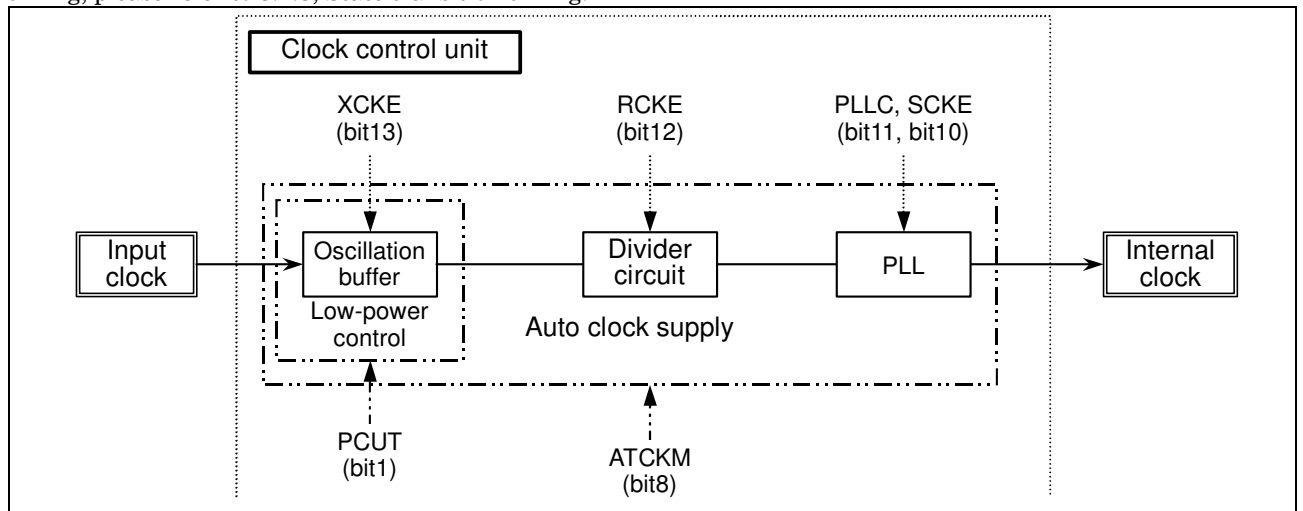 Clock control unit
XCKE
(bit13)
RCKE
(bit12)
PLLC, SCKE
(bit11, bit10)
Input
clock
Oscillation
buffer
Divider
circuit
PLL
Internal
clock
Low-power
control
Auto clock supply
PCUT
(bit1)
ATCKM
(bit8)